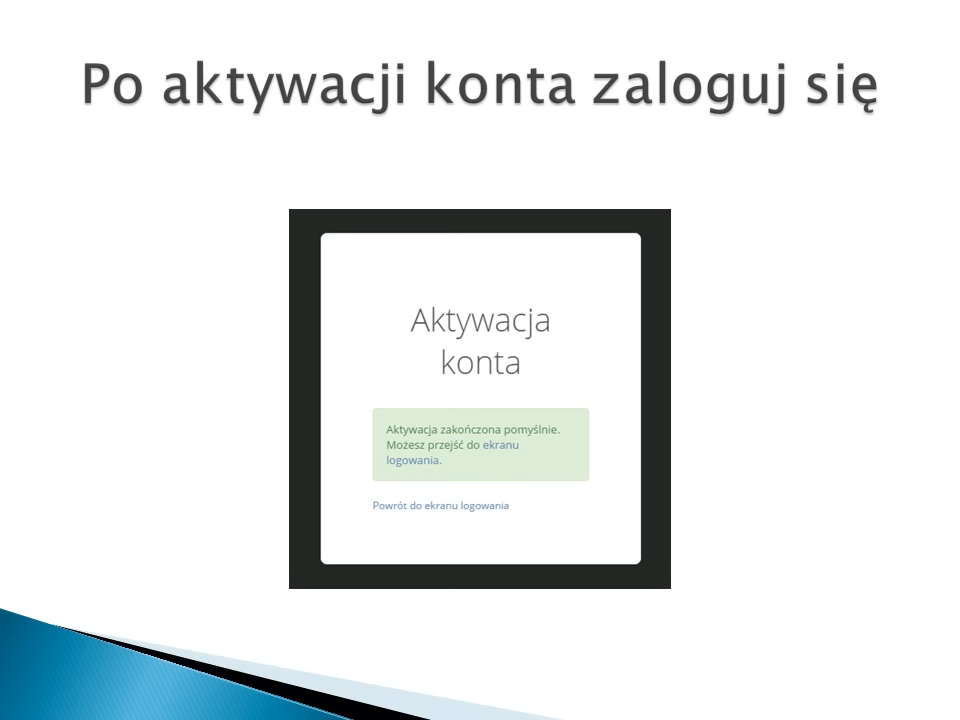 Po aktywacji konta zaloguj się
Aktywacja
konta
Aktywacja zakończona pomyślnie.
Możesz przejść do ekranu
logowania.
Powrót do ekranu logowania